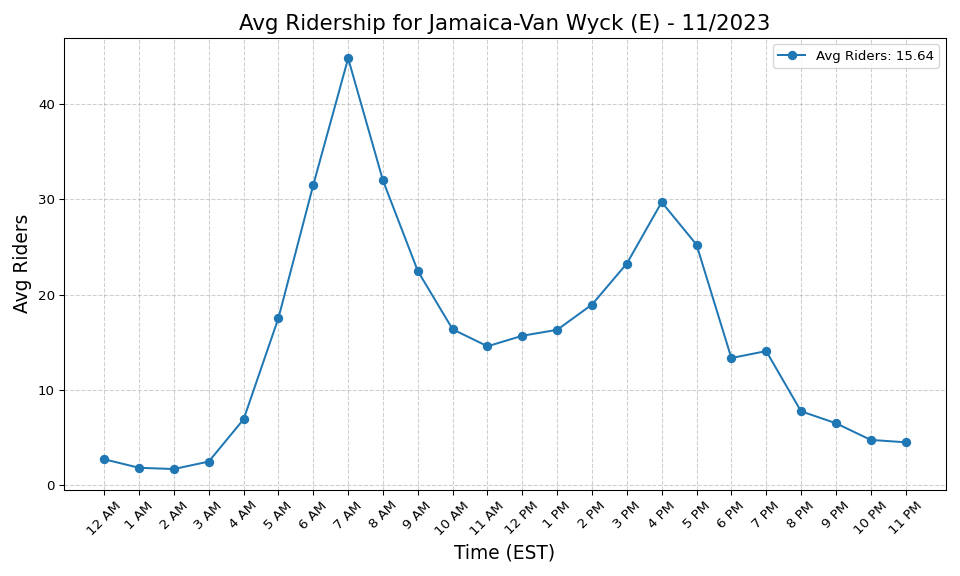 Avg Ridership for Jamaica-Van Wyck (E) - 11/2023
Avg Riders: 15.64
Avg Riders
40
30
20
10
0
12 AM 1 AM 2 AM 3 AM 4 AM 5 AM 6 AM 7 AM 8 AM 9 AM 10 AM 11 AM 12 PM 1 PM 2 PM 3 PM 4 PM 5 PM 6 PM 7 PM 8 PM 9 PM 10 PM 11 PM
Time (EST)